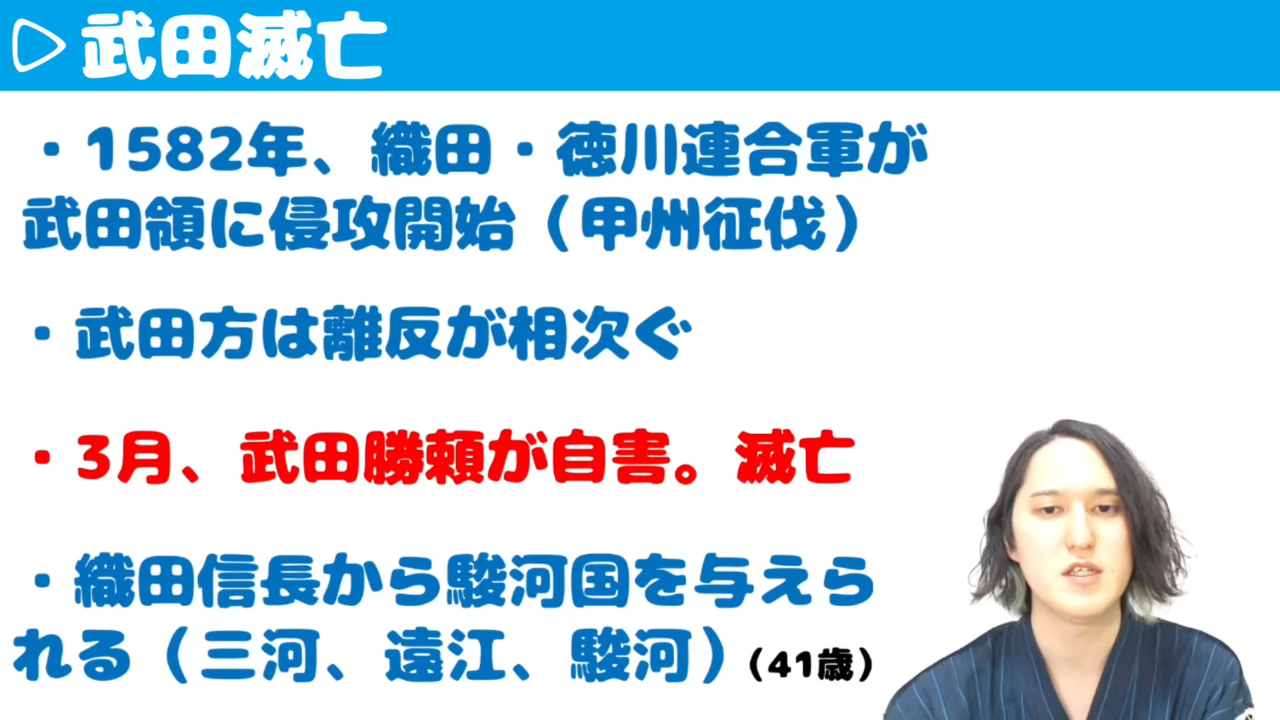 武田滅亡
・1582年、織田・徳川連合軍が
武田領に侵攻開始（甲州征伐）
・武田方は離反が相次ぐ
・3月、武田勝頼が自害。滅亡
・織田信長から駿河国を与えら
れる（三河、遠江、駿河）（41歳）